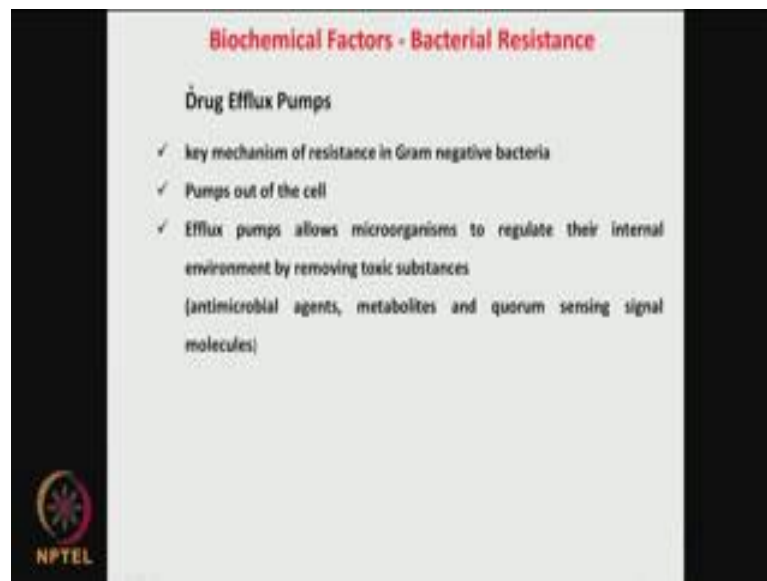 Biochemical Factors - Bacterial Resistance
Drug Efflux Pumps
✓ key mechanism of resistance in Gram negative bacteria
✓ Pumps out of the cell
✓ Efflux pumps allows microorganisms to regulate their internal
environment by removing toxic substances
(antimicrobial agents, metabolites and quorum sensing signal
molecules)
NPTEL